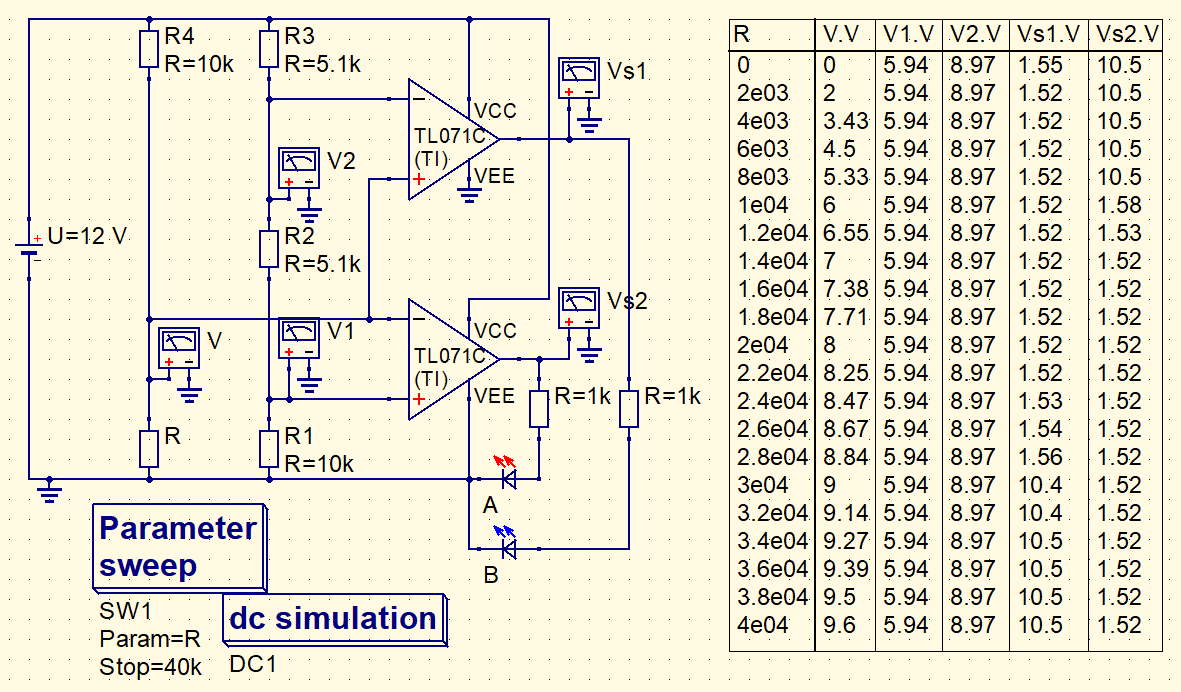 R4
R=10k
R3
R=5.1k
Vs1
VCC
TL071C
(TI)
VEE
V2
U=12 V
R2
R=5.1k
Vs2
V
V1
VCC
TL071C
(TI)
VEE
R=1k
R=1k
R
R1
R=10k
A
B
Parameter
sweep
SW1
Param=R
Stop=40k
dc simulation
DC1
R V.V V1.V V2.V Vs1.V Vs2.V
0 0 5.94 8.97 1.55 10.5
2e03 2 5.94 8.97 1.52 10.5
4e03 3.43 5.94 8.97 1.52 10.5
6e03 4.5 5.94 8.97 1.52 10.5
8e03 5.33 5.94 8.97 1.52 10.5
1e04 6 5.94 8.97 1.52 1.58
1.2e04 6.55 5.94 8.97 1.52 1.53
1.4e04 7 5.94 8.97 1.52 1.52
1.6e04 7.38 5.94 8.97 1.52 1.52
1.8e04 7.71 5.94 8.97 1.52 1.52
2e04 8 5.94 8.97 1.52 1.52
2.2e04 8.25 5.94 8.97 1.52 1.52
2.4e04 8.47 5.94 8.97 1.53 1.52
2.6e04 8.67 5.94 8.97 1.54 1.52
2.8e04 8.84 5.94 8.97 1.56 1.52
3e04 9 5.94 8.97 10.4 1.52
3.2e04 9.14 5.94 8.97 10.4 1.52
3.4e04 9.27 5.94 8.97 10.5 1.52
3.6e04 9.39 5.94 8.97 10.5 1.52
3.8e04 9.5 5.94 8.97 10.5 1.52
4e04 9.6 5.94 8.97 10.5 1.52